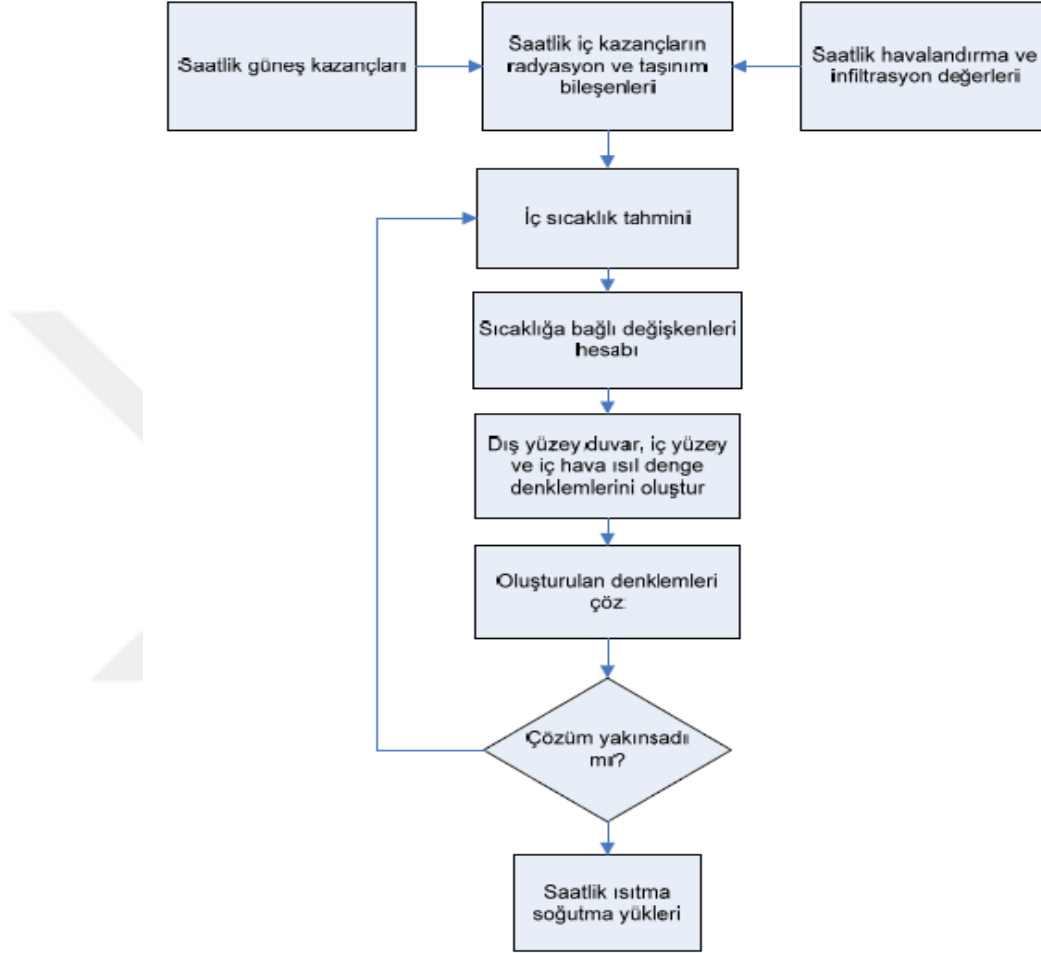 Saatlik güneş kazançları
Saatlik iç kazançların
radyasyon ve taşınım
bileşenleri
Saatlik havalandırma ve
infiltrasyon değerleri
İç sıcaklık tahmini
Sıcaklığa bağlı değişkenleri
hesabı
Dış yüzey, duvar, iç yüzey
ve iç hava ısıl denge
denklemlerini oluştur
Oluşturulan denklemleri
çöz.
Çözüm yakınsadı
mı?
Saatlik ısıtma
soğutma yükleri